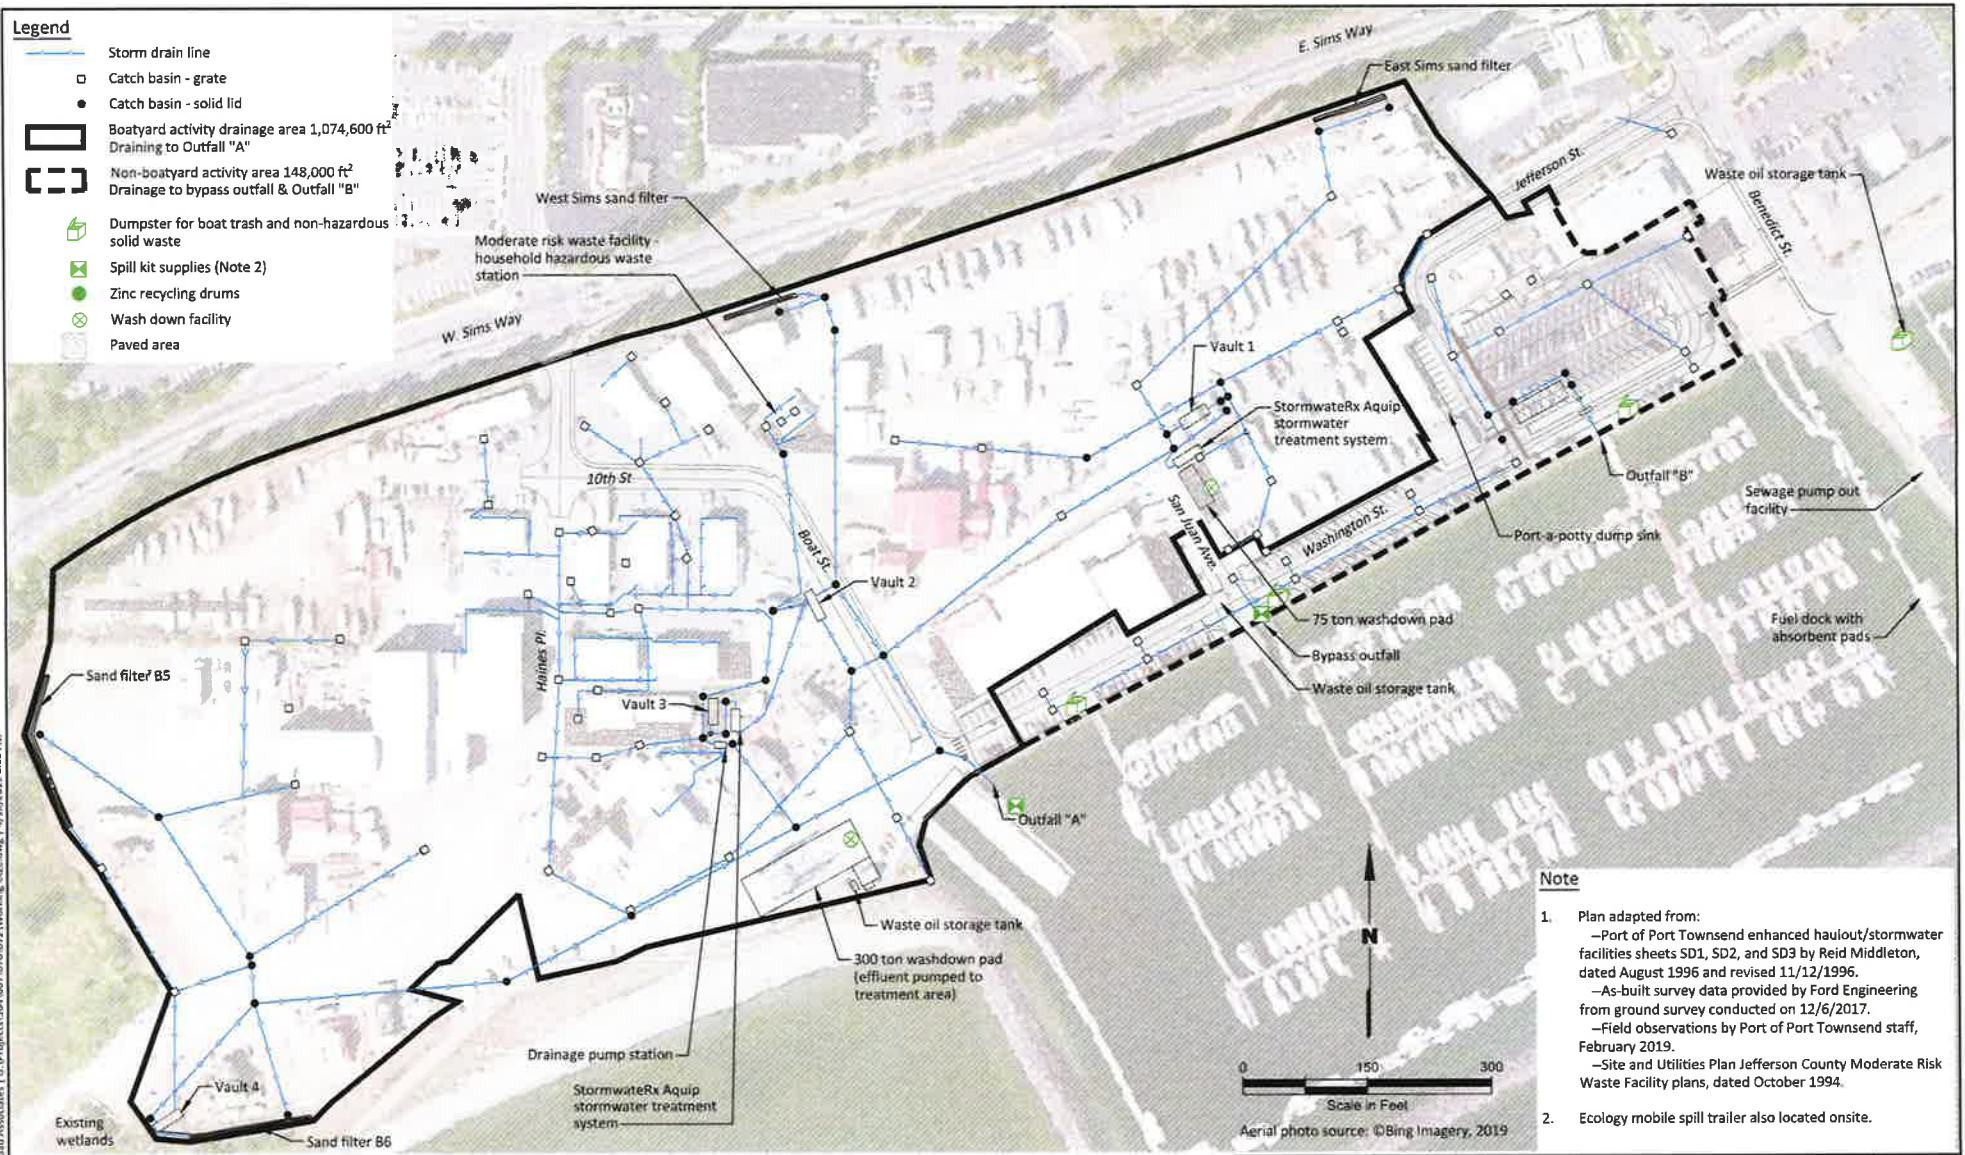 Legend
Storm drain line
Catch basin - grate
Catch basin - solid lid
Boatyard activity drainage area 1,074,600 ft²
Draining to Outfall "A"
Non-boatyard activity area 148,000 ft²
Drainage to bypass outfall & Outfall "B"
Dumpster for boat trash and non-hazardous
solid waste
Spill kit supplies (Note 2)
Zinc recycling drums
Wash down facility
Paved area
E. Sims Way
East Sims sand filter
Jefferson St.
Waste oil storage tank
Benedict St.
West Sims sand filter
Moderate risk waste facility -
household hazardous waste
station
W. Sims Way
Vault 1
StormwateRx Aquip
stormwater
treatment system
10th St
Boat St.
San Juan Ave.
Washington St.
Outfall "B"
Sewage pump out
facility
Port-a-potty dump sink
Vault 2
75 ton washdown pad
Bypass outfall
Waste oil storage tank
Fuel dock with
absorbent pads
Haines Pl.
Sand filter B5
Vault 3
Outfall "A"
Waste oil storage tank
300 ton washdown pad
(effluent pumped to
treatment area)
Drainage pump station
StormwateRx Aquip
stormwater treatment
system
Vault 4
Existing
wetlands
Sand filter B6
N
0 150 300
Scale in Feet
Aerial photo source: ©Bing Imagery, 2019
Note
1. Plan adapted from:
—Port of Port Townsend enhanced haulout/stormwater
facilities sheets SD1, SD2, and SD3 by Reid Middleton,
dated August 1996 and revised 11/12/1996.
—As-built survey data provided by Ford Engineering
from ground survey conducted on 12/6/2017.
—Field observations by Port of Port Townsend staff,
February 2019.
—Site and Utilities Plan Jefferson County Moderate Risk
Waste Facility plans, dated October 1994.
2. Ecology mobile spill trailer also located onsite.